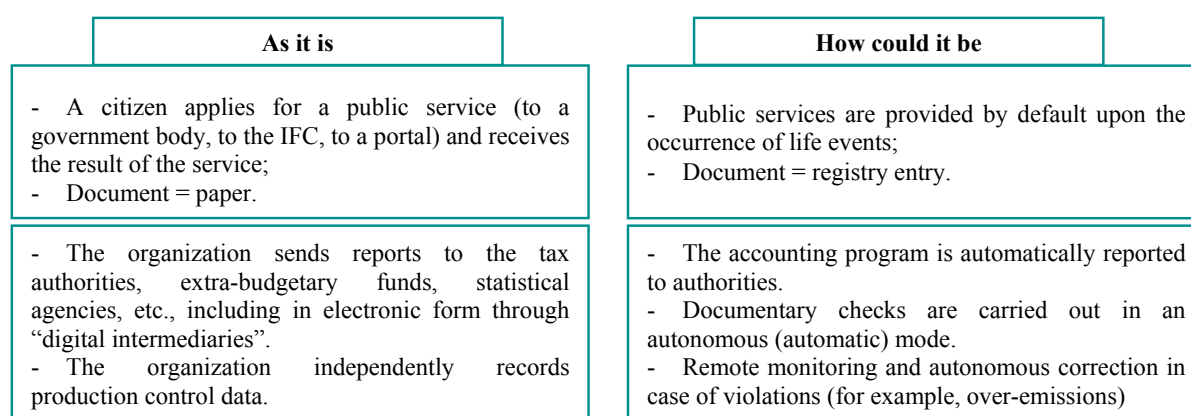 As it is
- A citizen applies for a public service (to a
government body, to the IFC, to a portal) and receives
the result of the service;
- Document = paper.
- The organization sends reports to the tax
authorities, extra-budgetary funds, statistical
agencies, etc., including in electronic form through
“digital intermediaries”.
- The organization independently records
production control data.
How could it be
- Public services are provided by default upon the
occurrence of life events;
- Document = registry entry.
- The accounting program is automatically reported
to authorities.
- Documentary checks are carried out in an
autonomous (automatic) mode.
- Remote monitoring and autonomous correction in
case of violations (for example, over-emissions)